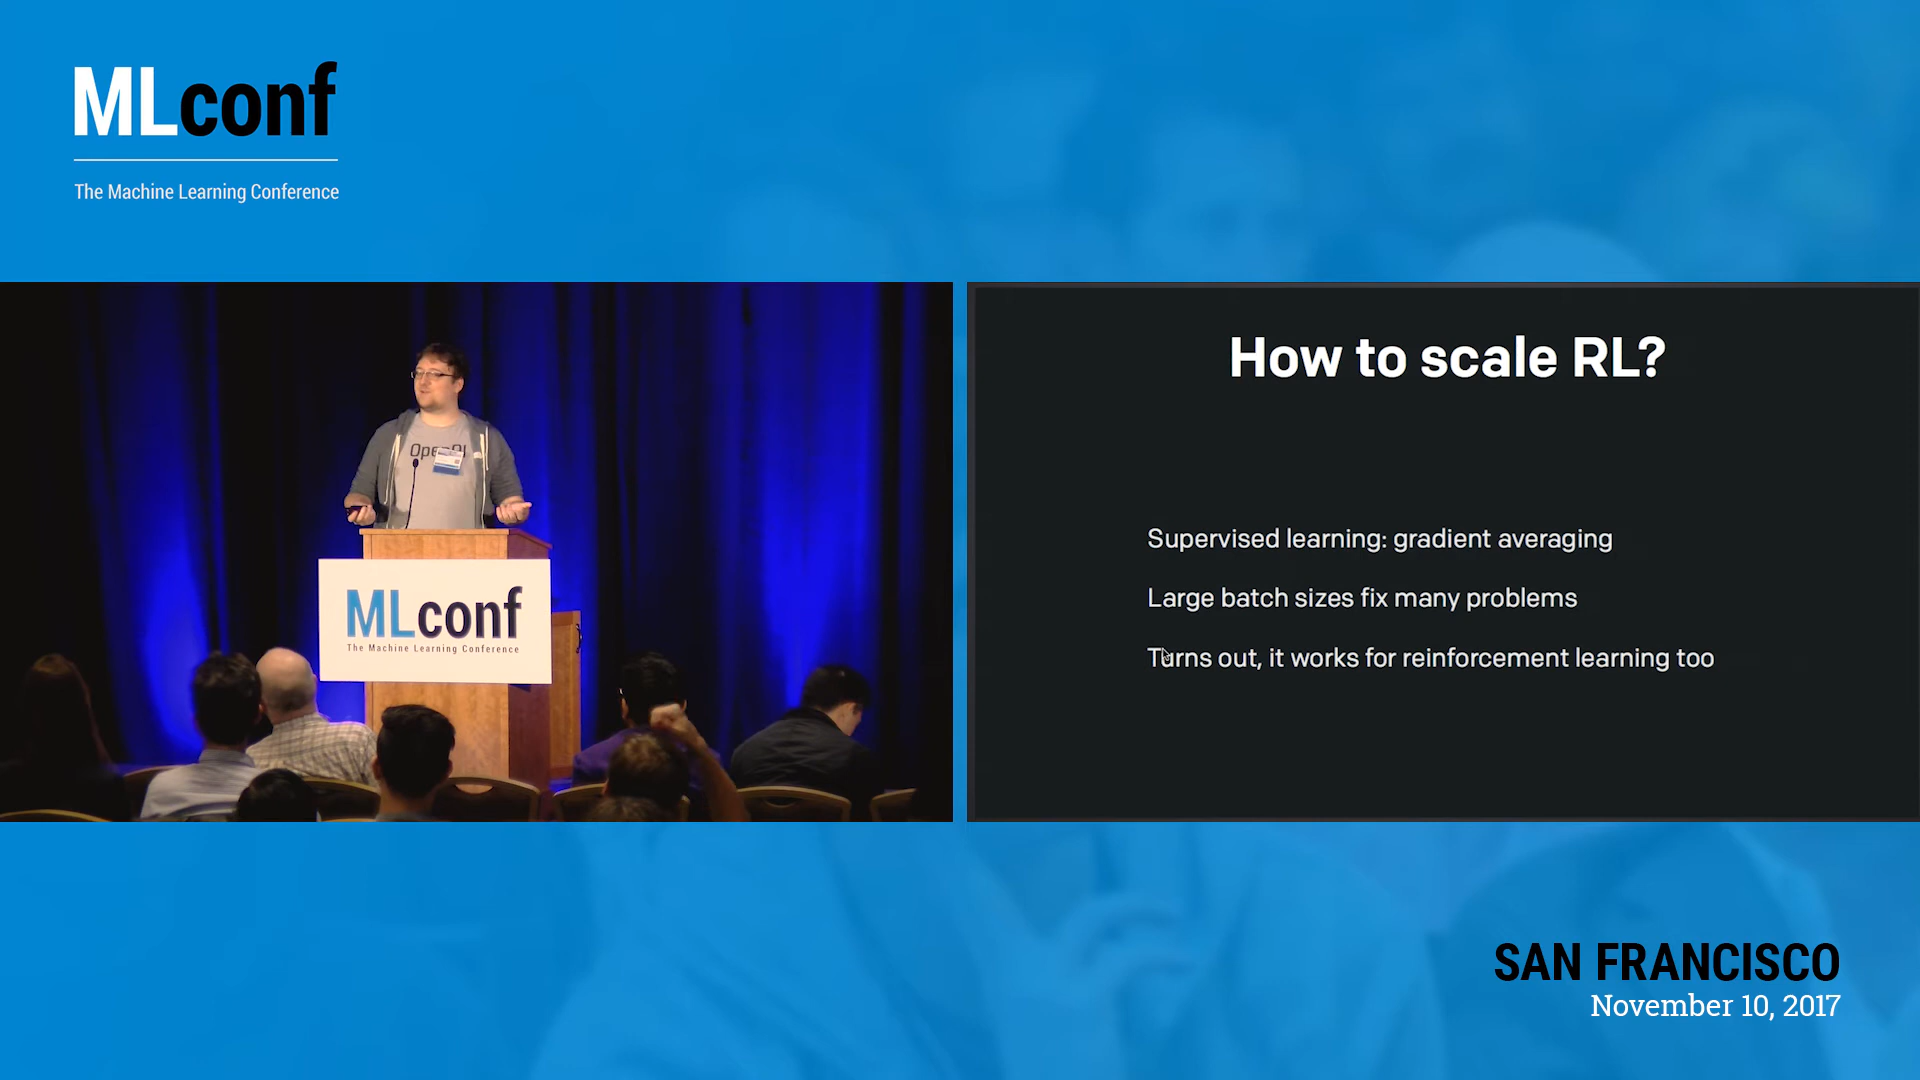 MLconf
The Machine Learning Conference
How to scale RL?
OpenAI
Supervised learning: gradient averaging
Large batch sizes fix many problems
Turns out, it works for reinforcement learning too
MLconf
The Machine Learning Conference
SAN FRANCISCO
November 10, 2017